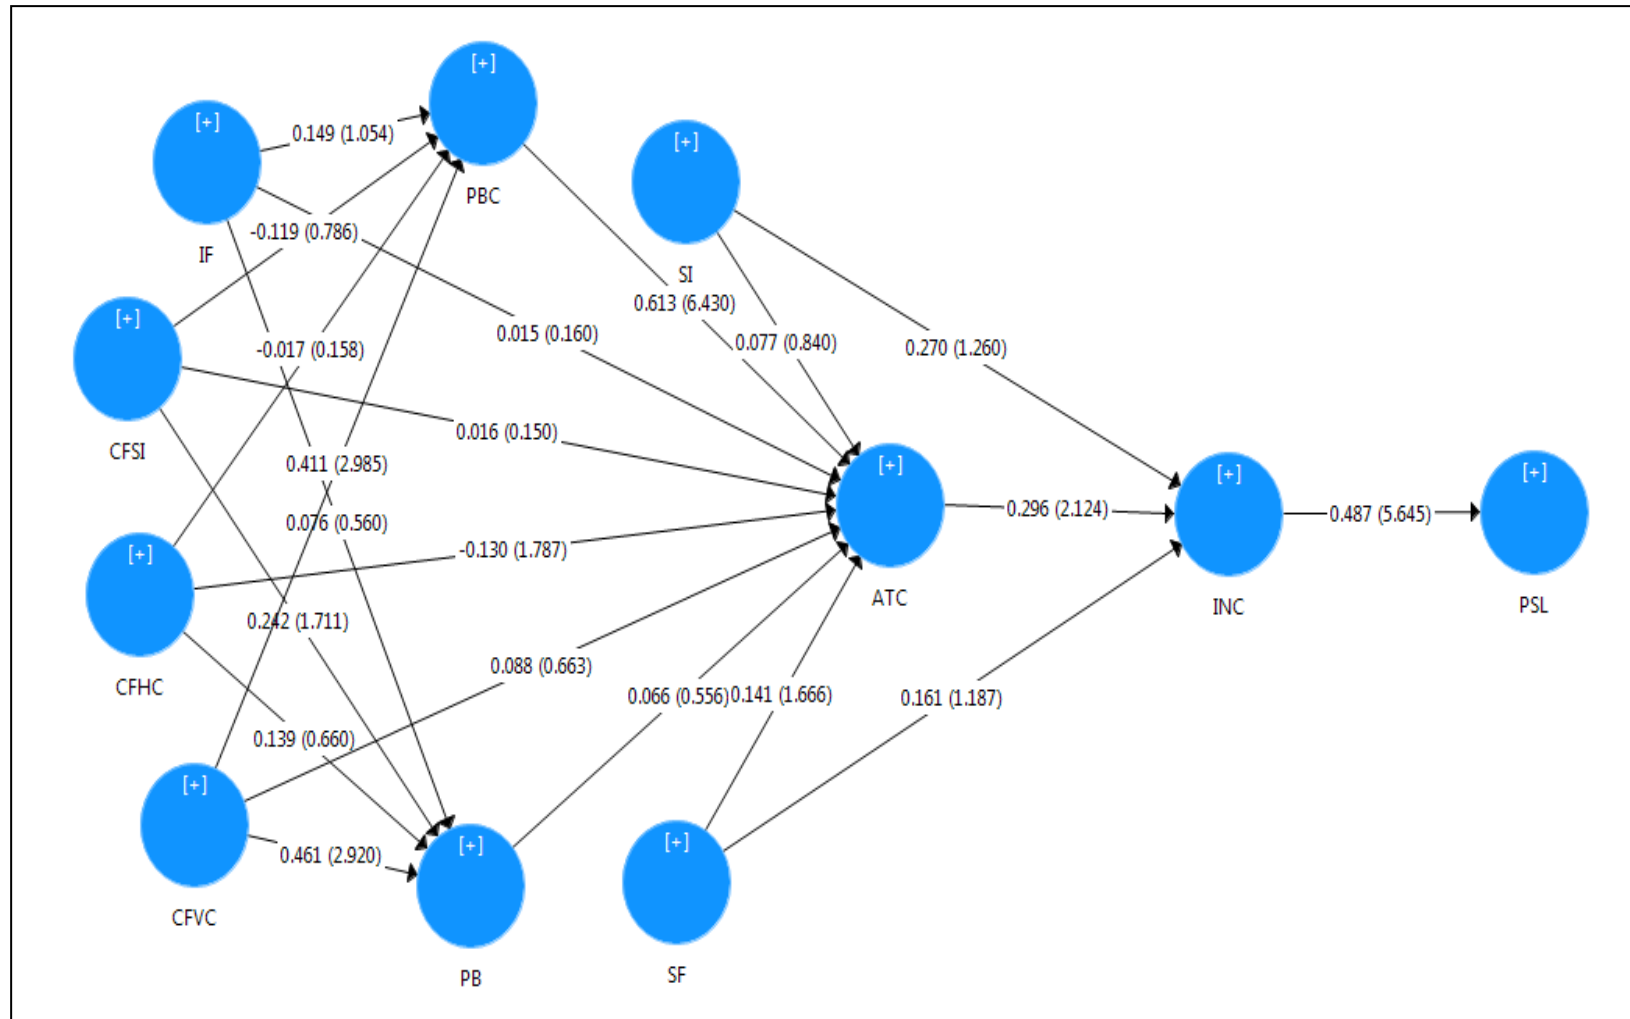 [+]
PBC
[+]
IF
0.149 (1.054)
[+]
SI
-0.119 (0.786)
[+]
CFSI
0.613 (6.430)
0.015 (0.160)
0.077 (0.840)
0.270 (1.260)
-0.017 (0.158)
0.016 (0.150)
0.411 (2.985)
0.076 (0.560)
[+]
ATC
0.296 (2.124)
[+]
INC
0.487 (5.645)
[+]
PSL
[+]
CFHC
-0.130 (1.787)
0.242 (1.711)
0.088 (0.663)
0.066 (0.556)
0.141 (1.666)
0.161 (1.187)
0.139 (0.660)
[+]
CFVC
0.461 (2.920)
[+]
PB
[+]
SF